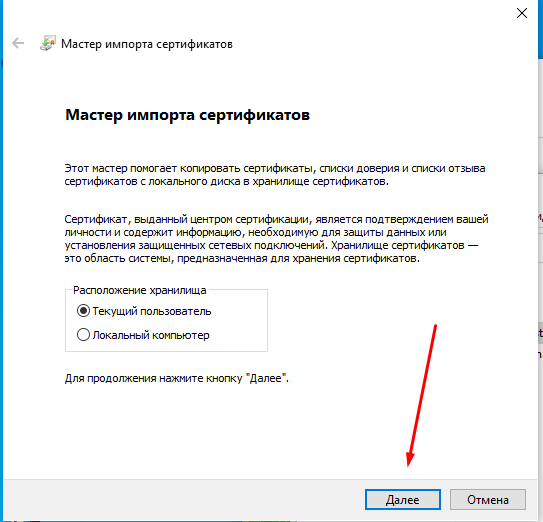 Мастер импорта сертификатов
Мастер импорта сертификатов
Этот мастер помогает копировать сертификаты, списки доверия и списки отзыва
сертификатов с локального диска в хранилище сертификатов.
Сертификат, выданный центром сертификации, является подтверждением вашей
личности и содержит информацию, необходимую для защиты данных или
установления защищенных сетевых подключений. Хранилище сертификатов —
это область системы, предназначенная для хранения сертификатов.
Расположение хранилища
Текущий пользователь
Локальный компьютер
Для продолжения нажмите кнопку "Далее".
Далее
Отмена